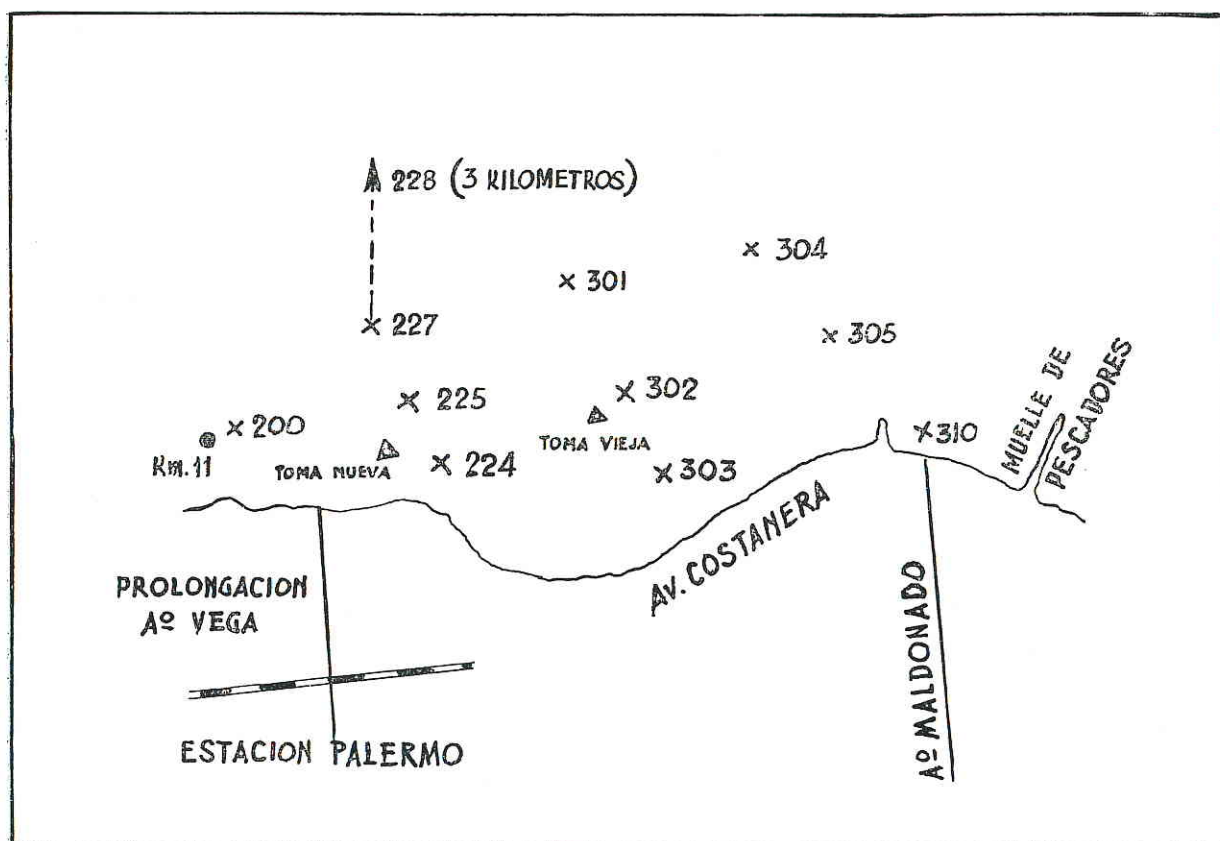 228 (3 KILOMETROS)
304
301
227
305
302
225
200
Km. 11
TOMA NUEVA
224
TOMA VIEJA
303
310
MUELLE DE
PESCADORES
AV. COSTANERA
PROLONGACION
Aº VEGA
Aº MALDONADO
ESTACION PALERMO